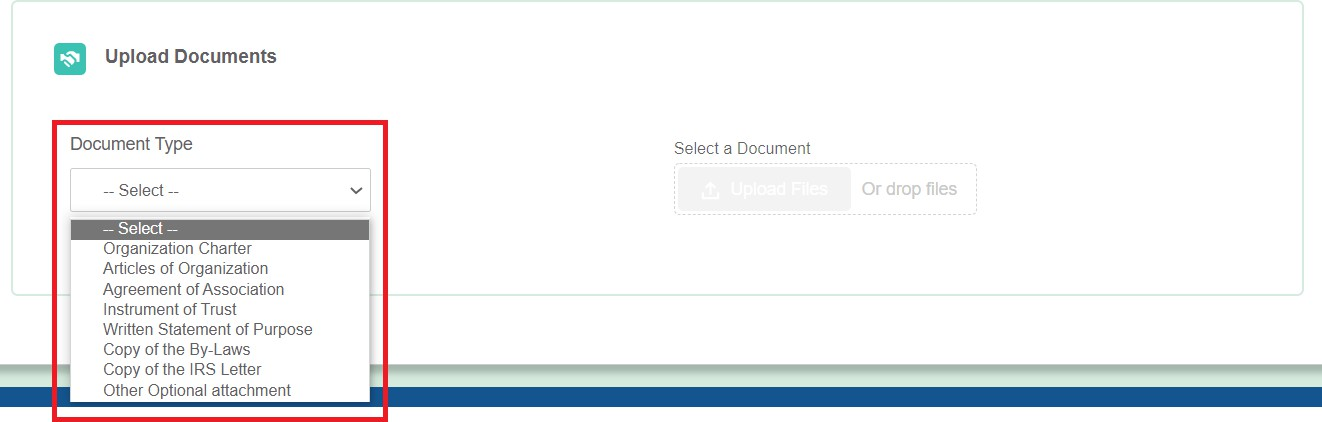 Upload Documents
Document Type
-- Select --
-- Select --
Organization Charter
Articles of Organization
Agreement of Association
Instrument of Trust
Written Statement of Purpose
Copy of the By-Laws
Copy of the IRS Letter
Other Optional attachment
Select a Document
Upload Files Or drop files